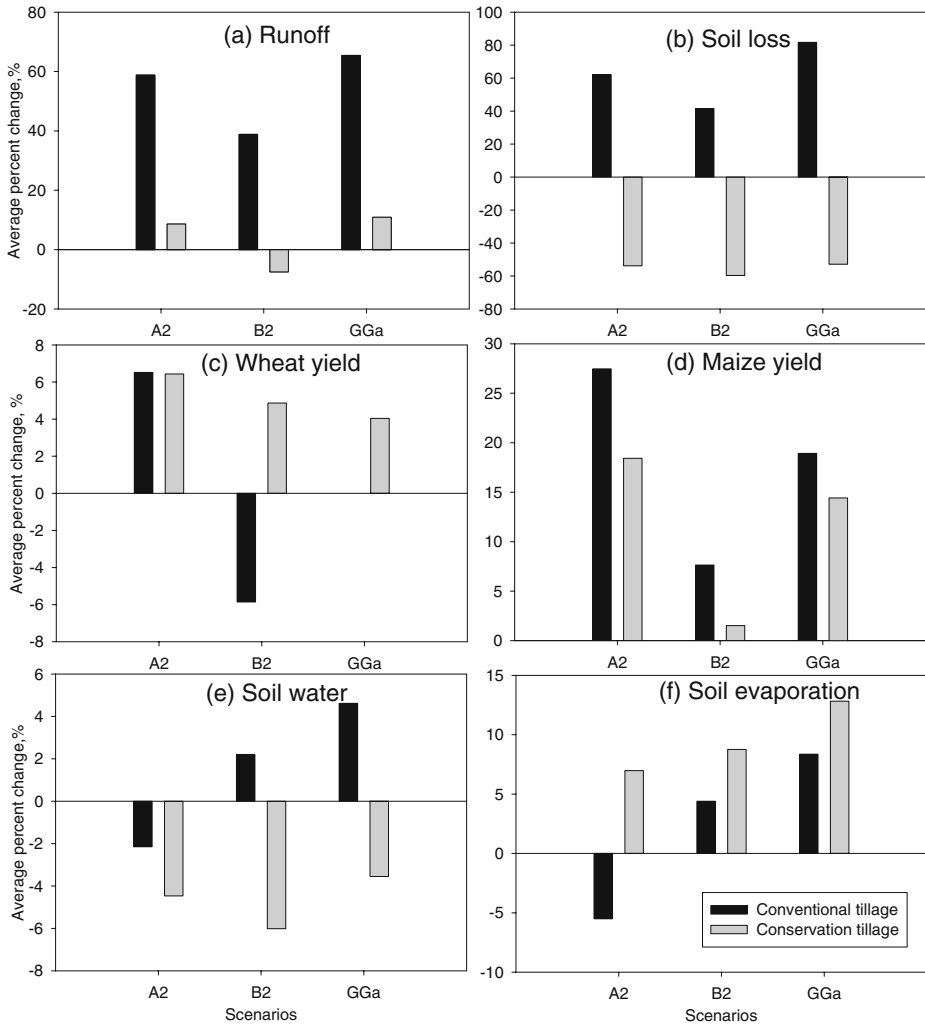 (a) Runoff
Average percent change,%
80
60
40
20
0
-20
A2
B2
GGa
(b) Soil loss
100
80
60
40
20
0
-20
-40
-60
-80
A2
B2
GGa
(c) Wheat yield
Average percent change, %
8
6
4
2
0
-2
-4
-6
-8
A2
B2
GGa
(d) Maize yield
30
25
20
15
10
5
0
A2
B2
GGa
(e) Soil water
Average percent change,%
6
4
2
0
-2
-4
-6
-8
A2
B2
GGa
Scenarios
(f) Soil evaporation
15
10
5
0
-5
-10
Conventional tillage
Conservation tillage
A2
B2
GGa
Scenarios